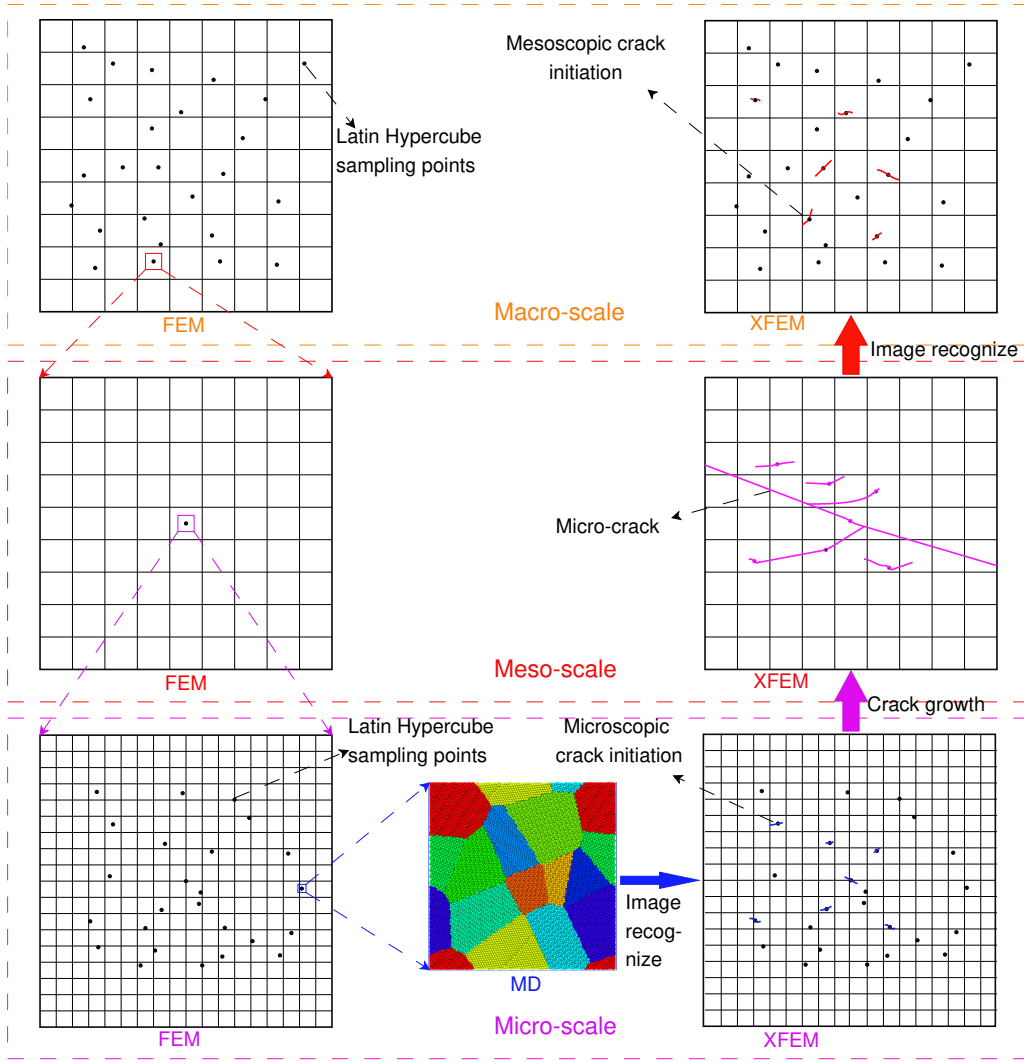 Mesoscopic crack
initiation
Latin Hypercube
sampling points
FEM
Macro-scale
XFEM
Image recognize
Micro-crack
FEM
Meso-scale
XFEM
Crack growth
Latin Hypercube
sampling points
Microscopic
crack initiation
Image
recog-
nize
MD
FEM
Micro-scale
XFEM